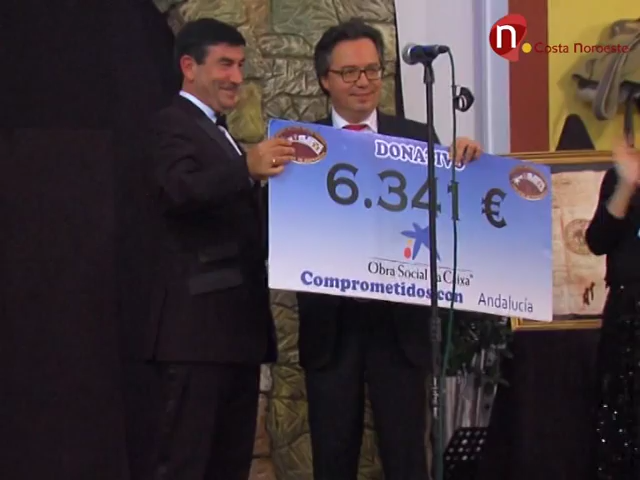 n Costa Noroeste
DONATIVO
6.341 €
Obra Social "la Caixa"
Comprometidos con Andalucía